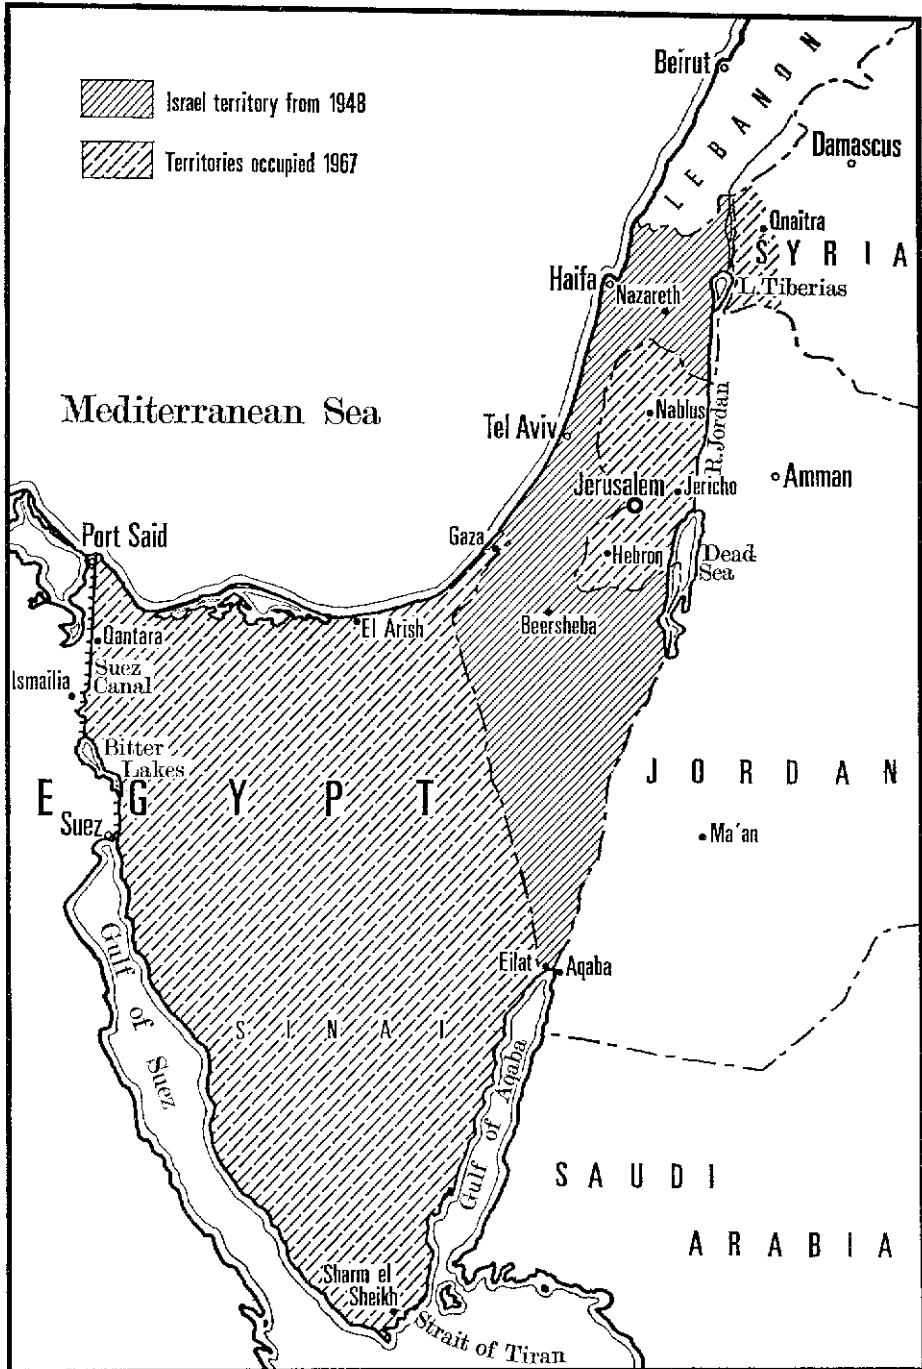 Israel territory from 1948
Territories occupied 1967
Beirut
LEBANON
Damascus
Qnaitra
SYRIA
Haifa
Nazareth
L. Tiberias
Mediterranean Sea
Nablus
Tel Aviv
R. Jordan
Jerusalem
Jericho
Amman
Port Said
Gaza
Hebron
Dead
Sea
El Arish
Beersheba
Qantara
Suez
Canal
Ismailia
Bitter
Lakes
JORDAN
EGYPT
Suez
Ma'an
Gulf of Suez
Eilat
Aqaba
SINAI
Gulf of Aqaba
SAUDI
ARABIA
Sharm el
Sheikh
Strait of Tiran